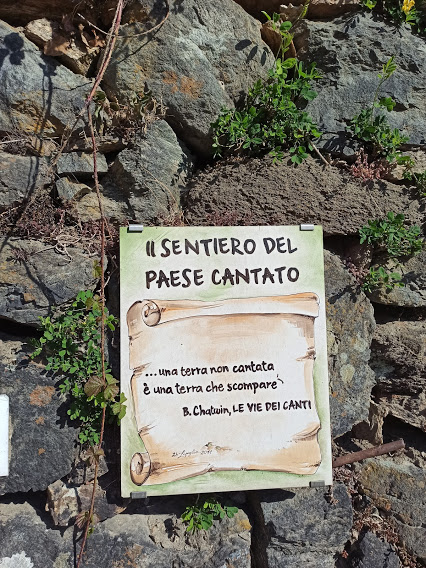 Il SENTIERO DEL
PAESE CANTATO
...una terra non cantata
è una terra che scompare
B. Chatwin, LE VIE DEI CANTI